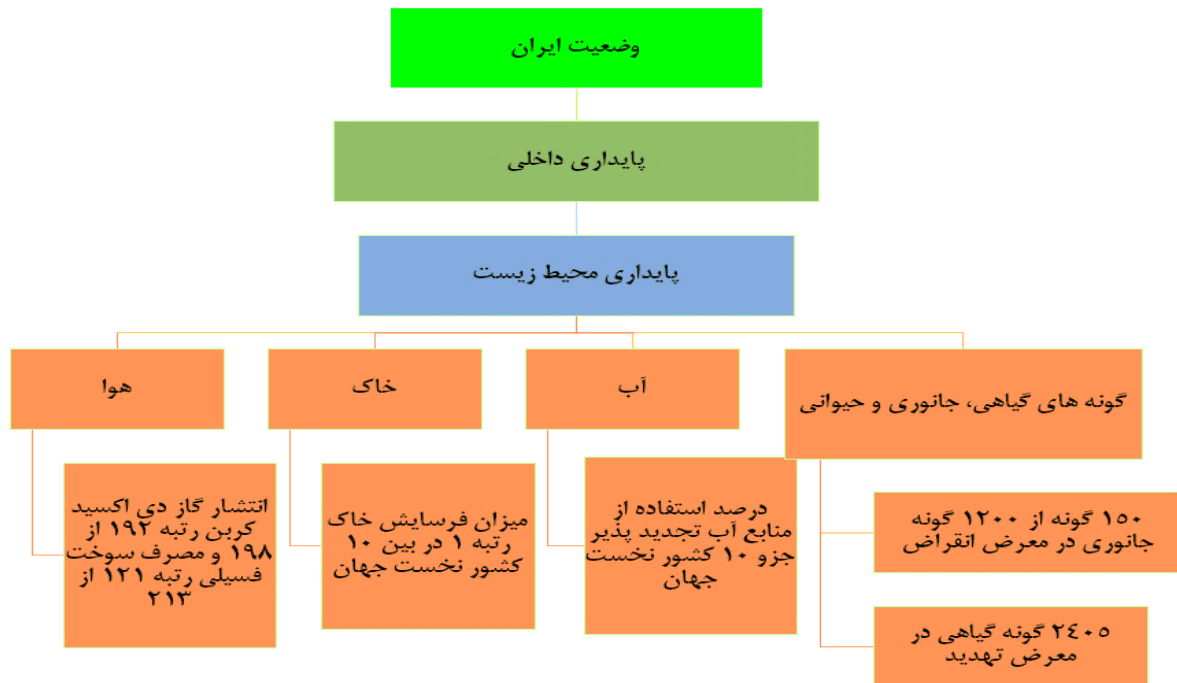 وضعیت ایران
پایداری داخلی
پایداری محیط زیست
گونه های گیاهی، جانوری و حیوانی
آب
خاک
هوا
۱۵۰ گونه از ۱۲۰۰ گونه
جانوری در معرض انقراض
۲٤۰۵ گونه گیاهی در
معرض تهدید
درصد استفاده از
منابع آب تجدید پذیر
جزو ۱۰ کشور نخست
جهان
میزان فرسایش خاک
رتبه ۱ در بین ۱۰
کشور نخست جهان
انتشار گاز دی اکسید
کربن رتبه ۱۹۲ از
۱۹۸ و مصرف سوخت
فسیلی رتبه ۱۲۱ از
۲۱۳